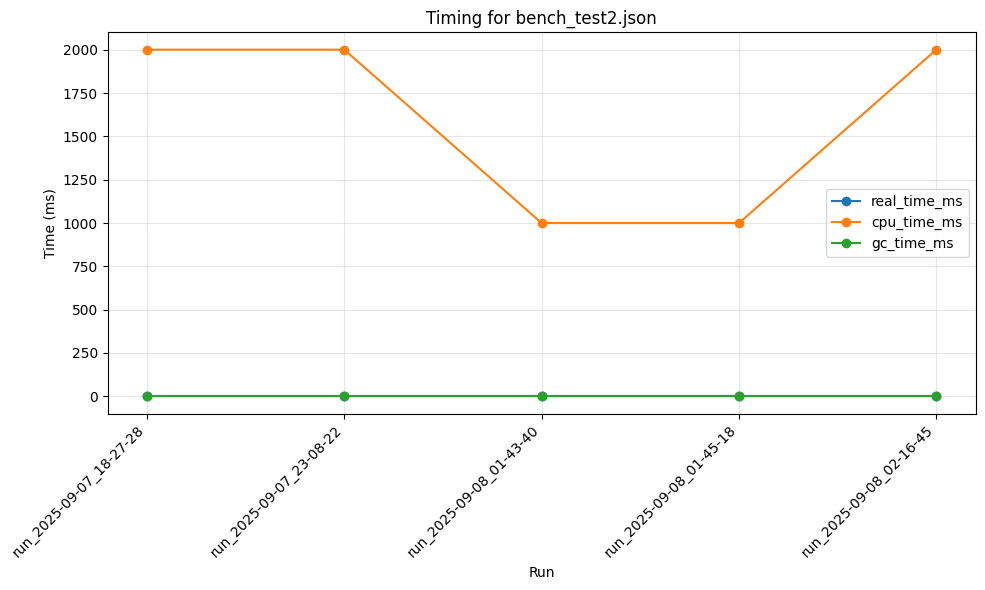 Timing for bench_test2.json
Time (ms)
2000
1750
1500
1250
1000
750
500
250
0
real_time_ms
cpu_time_ms
gc_time_ms
run_2025-09-07_18-27-28
run_2025-09-07_23-08-22
run_2025-09-08_01-43-40
run_2025-09-08_01-45-18
run_2025-09-08_02-16-45
Run